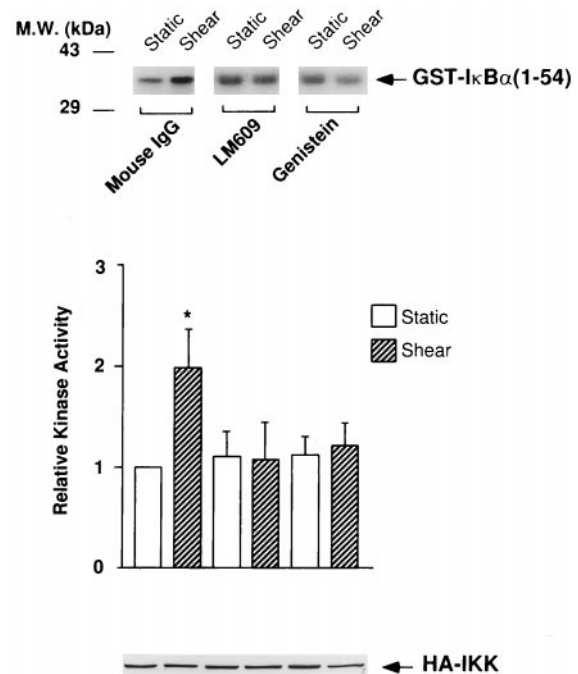 M.W. (kDa)
Static Shear Static Shear Static Shear
43
GST-IκBα(1-54)
29
Mouse IgG LM609 Genistein
Relative Kinase Activity
3
2
1
0
*
Static
Shear
HA-IKK